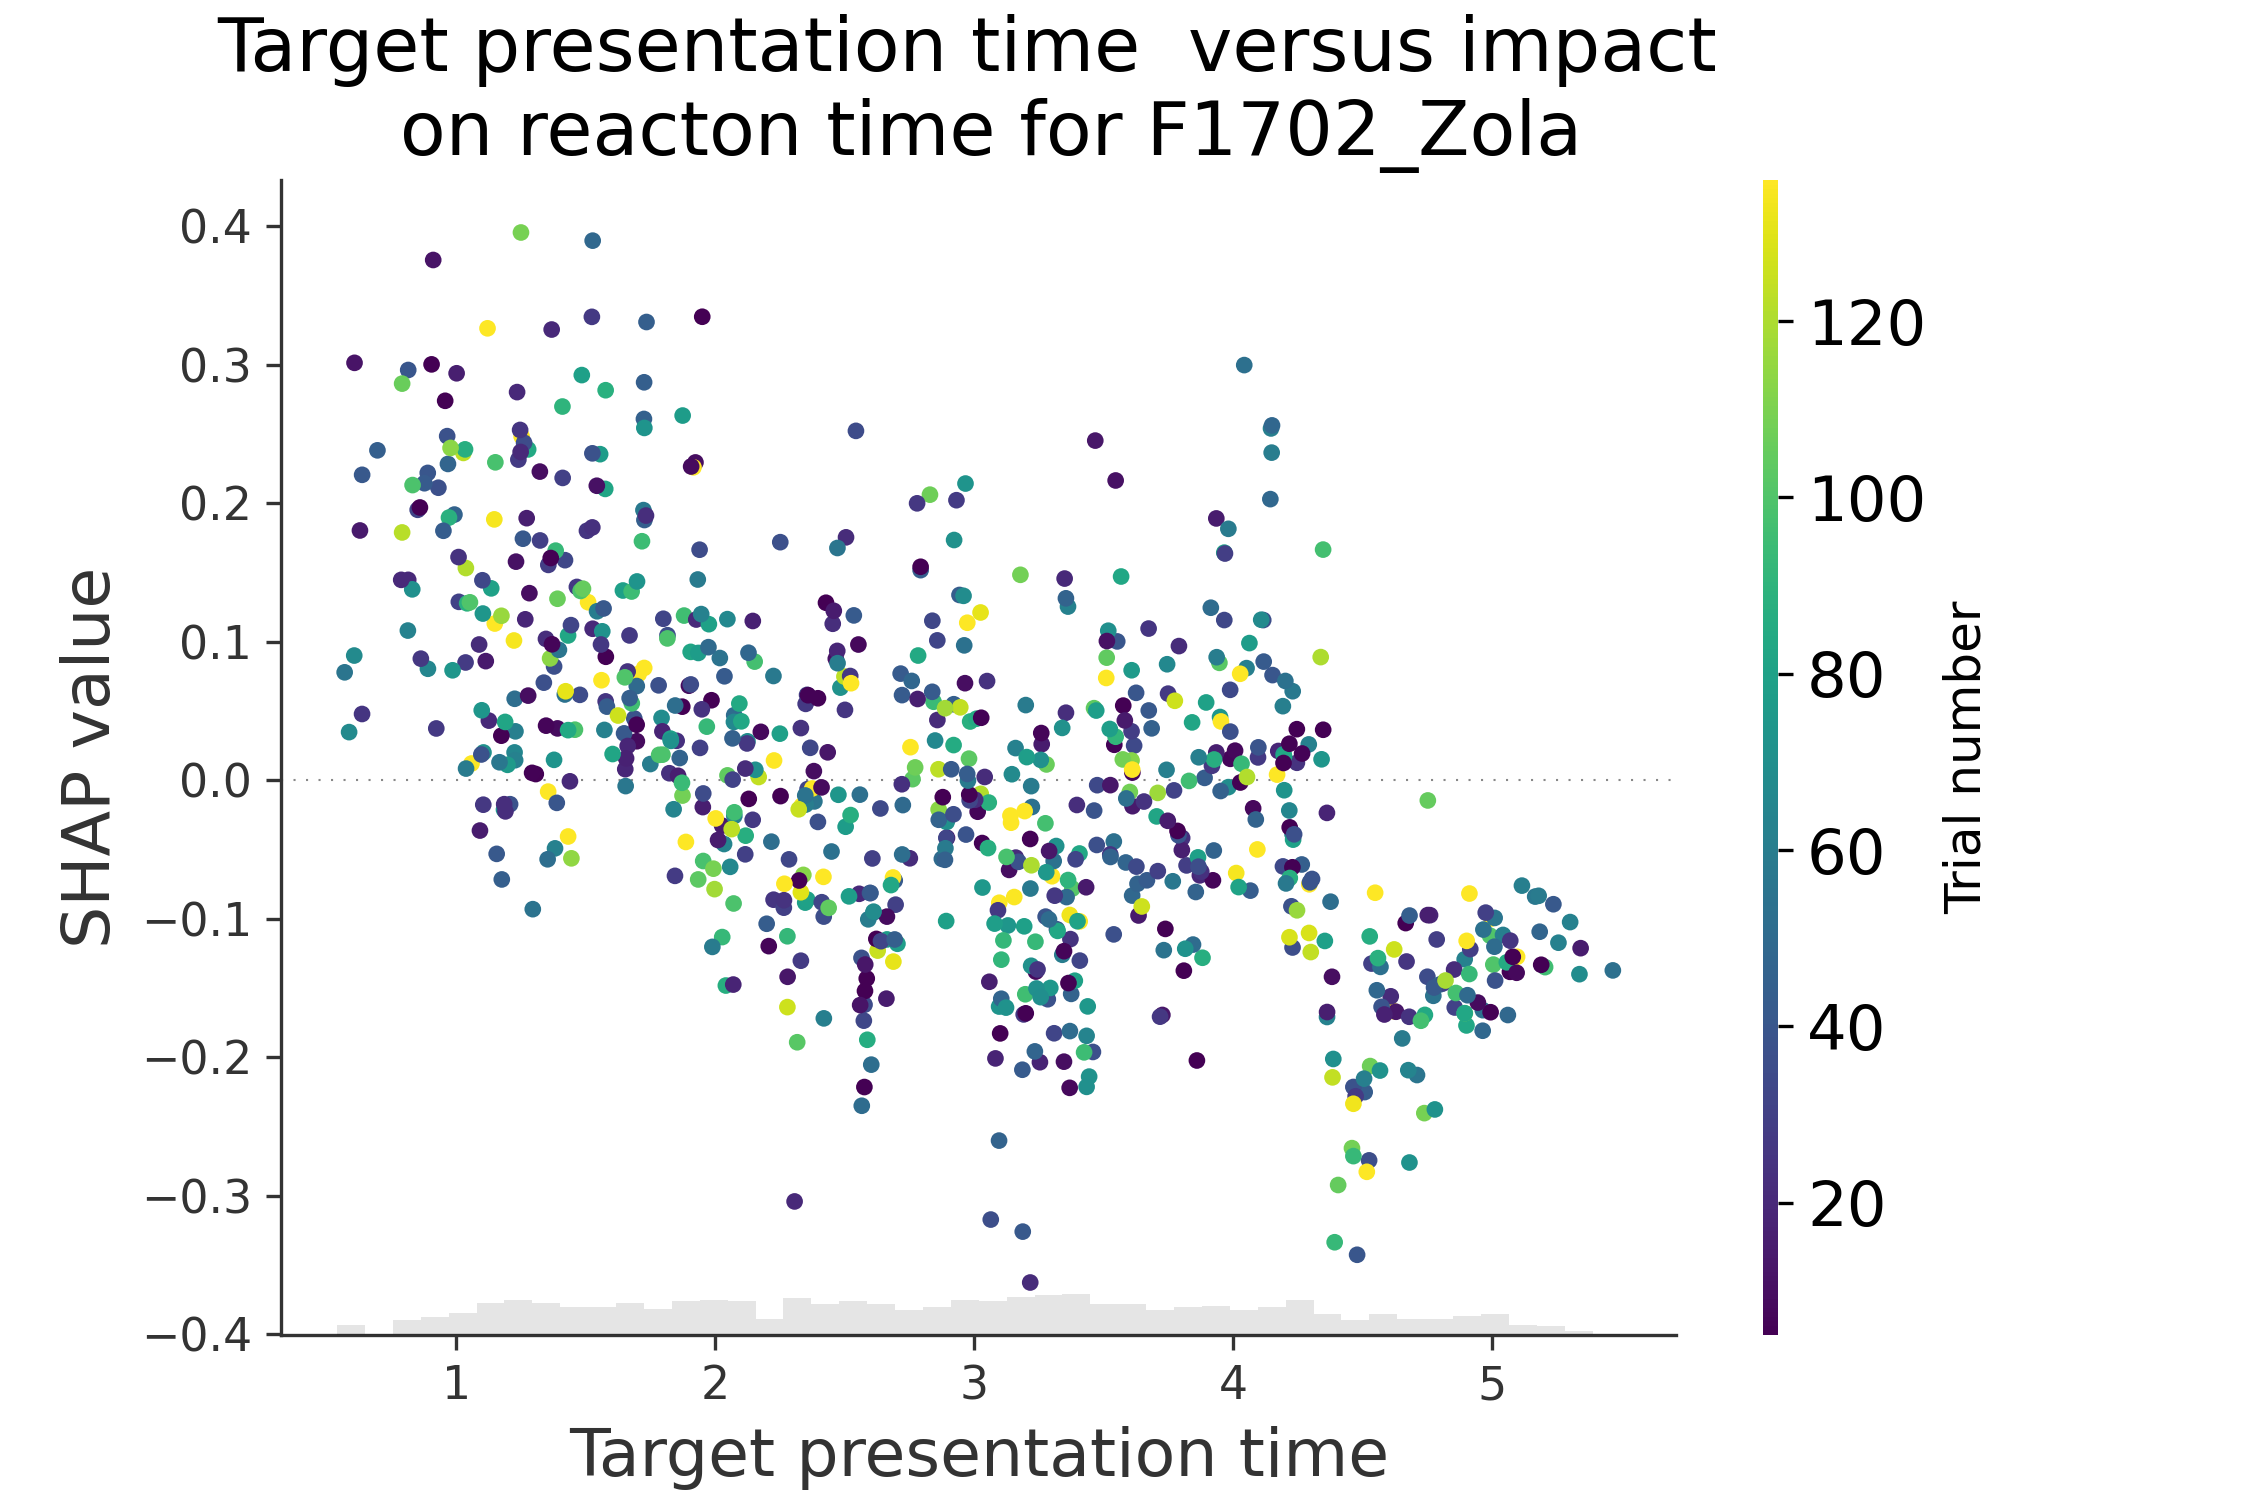 Target presentation time  versus impact
on reacton time for F1702_Zola
SHAP value
0.4
0.3
0.2
0.1
0.0
−0.1
−0.2
−0.3
−0.4
1 2 3 4 5
Target presentation time
120
100
80
60
40
20
Trial number